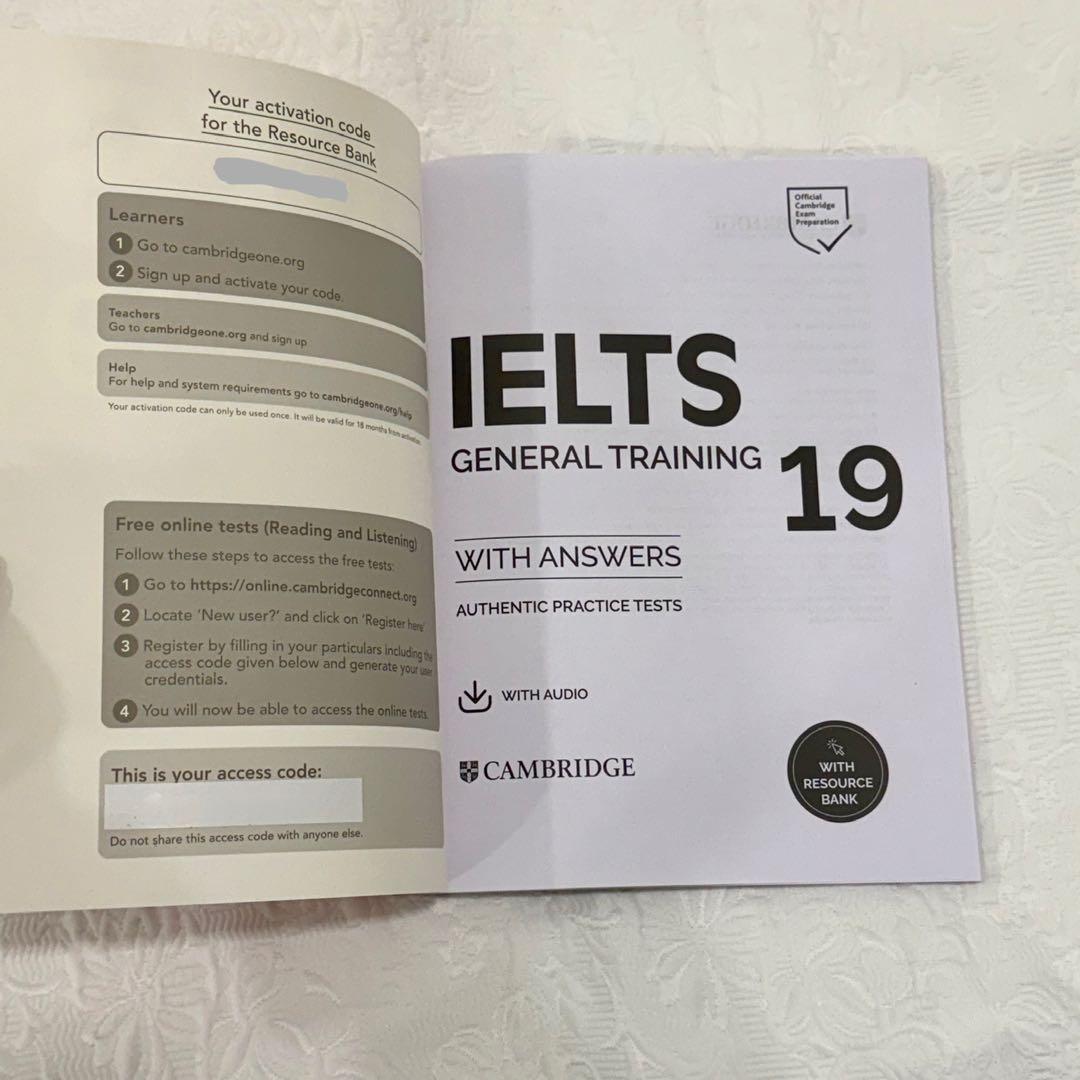 Your activation code
for the Resource Bank
Learners
1 Go to cambridgeone.org
2 Sign up and activate your code.
Teachers
Go to cambridgeone.org and sign up
Help
For help and system requirements go to cambridgeone.org/help
Your activation code can only be used once. It will be valid for 18 months from activation.
Free online tests (Reading and Listening)
Follow these steps to access the free tests:
1 Go to https://online.cambridgeconnect.org
2 Locate 'New user?' and click on 'Register here'
3 Register by filling in your particulars including the
access code given below and generate your user
credentials.
4 You will now be able to access the online tests.
This is your access code:
Do not share this access code with anyone else.
Official
Cambridge
Exam
Preparation
IELTS
GENERAL TRAINING
19
WITH ANSWERS
AUTHENTIC PRACTICE TESTS
WITH AUDIO
CAMBRIDGE
WITH
RESOURCE
BANK